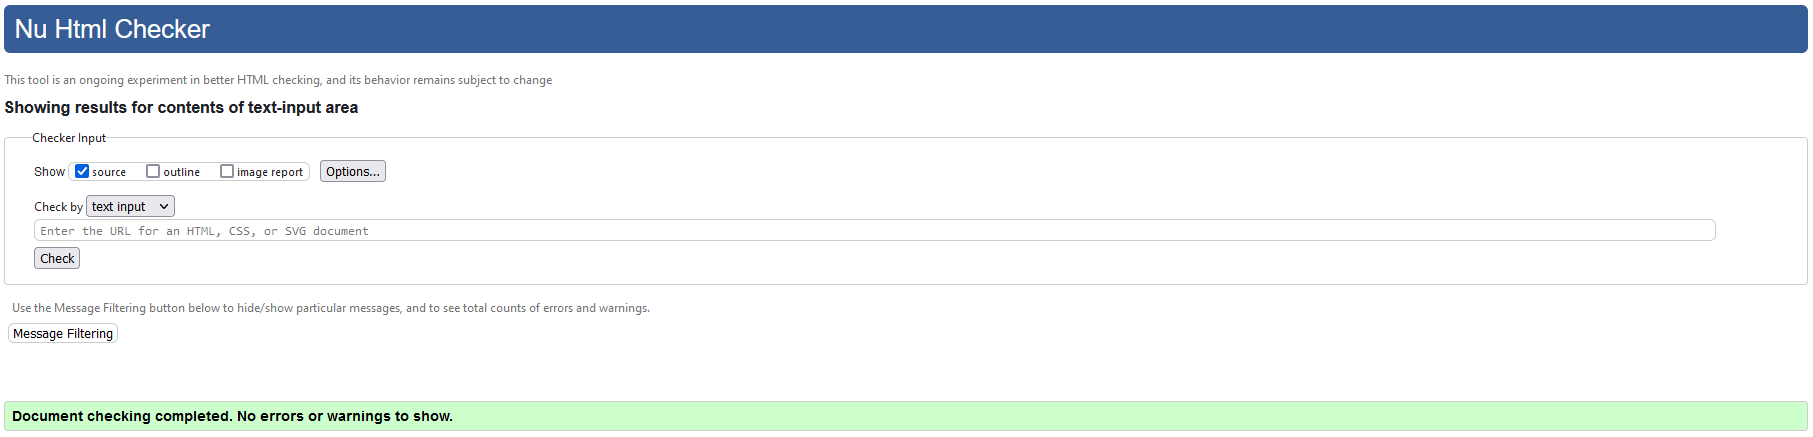 Nu Html Checker
This tool is an ongoing experiment in better HTML checking, and its behavior remains subject to change
Showing results for contents of text-input area
Checker Input
Show source outline image report Options...
Check by text input
Enter the URL for an HTML, CSS, or SVG document
Check
Use the Message Filtering button below to hide/show particular messages, and to see total counts of errors and warnings.
Message Filtering
Document checking completed. No errors or warnings to show.